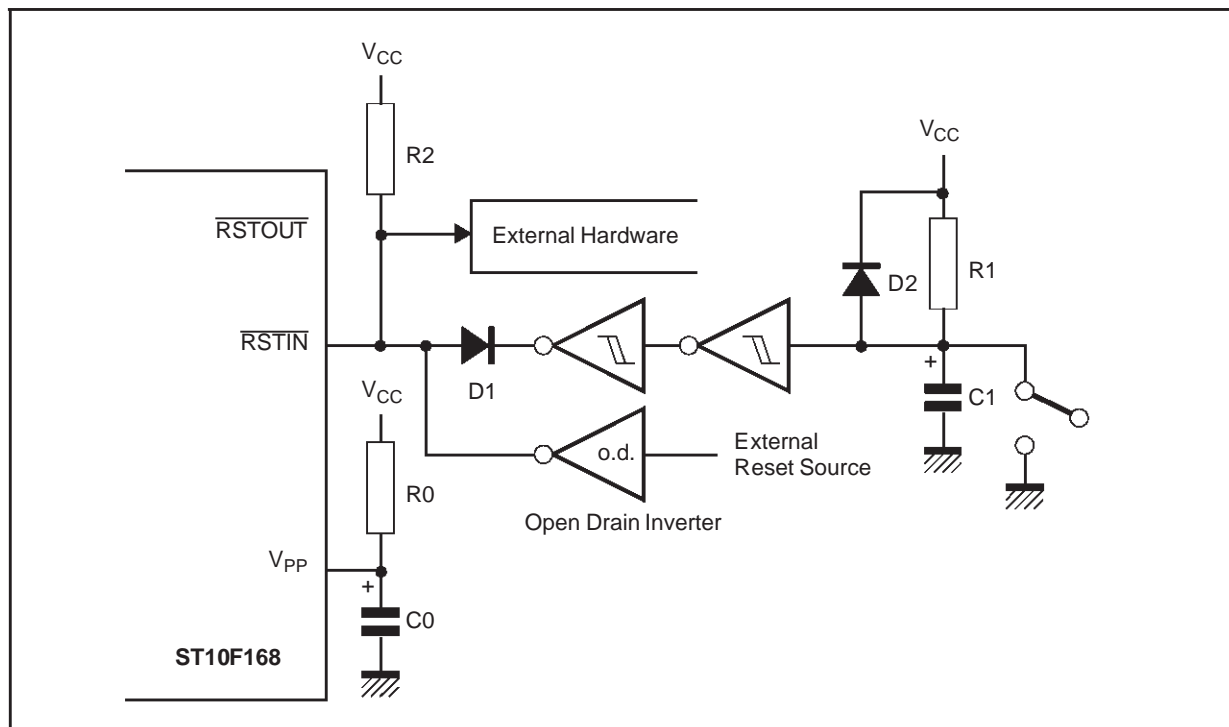 VCC
R2
VCC
RSTOUT
External Hardware
D2
R1
RSTIN
D1
C1
VCC
R0
o.d.
External
Reset Source
Open Drain Inverter
VPP
+
+
C0
ST10F168